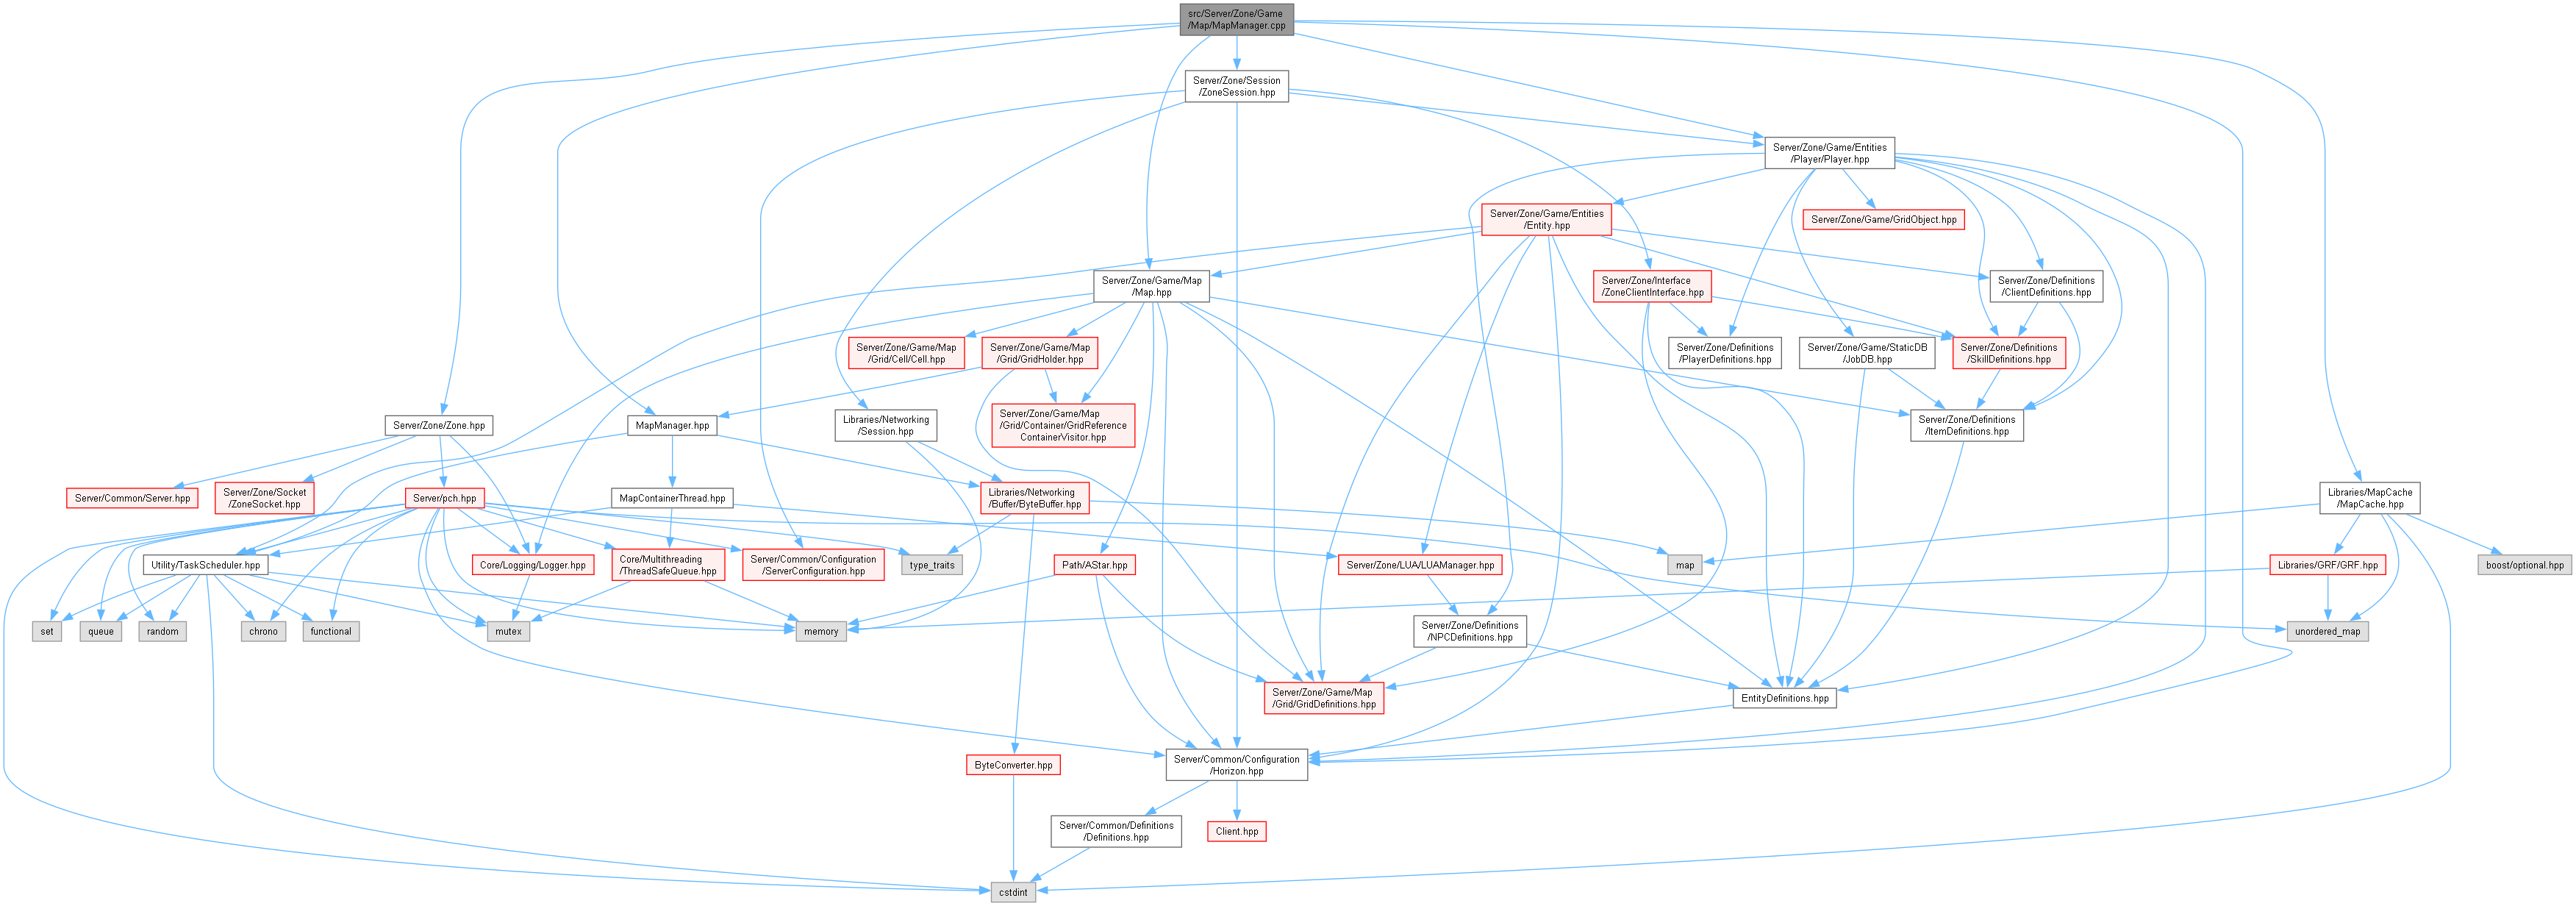 src/Server/Zone/Game
/Map/MapManager.cpp
Server/Zone/Session
/ZoneSession.hpp
Server/Zone/Game/Entities
/Player/Player.hpp
Server/Zone/Game/Entities
/Entity.hpp
Server/Zone/Game/GridObject.hpp
Server/Zone/Game/Map
/Map.hpp
Server/Zone/Interface
/ZoneClientInterface.hpp
Server/Zone/Definitions
/ClientDefinitions.hpp
Server/Zone/Game/Map
/Grid/Cell/Cell.hpp
Server/Zone/Game/Map
/Grid/GridHolder.hpp
Server/Zone/Definitions
/PlayerDefinitions.hpp
Server/Zone/Game/StaticDB
/JobDB.hpp
Server/Zone/Definitions
/SkillDefinitions.hpp
Server/Zone/Zone.hpp
MapManager.hpp
Libraries/Networking
/Session.hpp
Server/Zone/Game/Map
/Grid/Container/GridReference
ContainerVisitor.hpp
Server/Zone/Definitions
/ItemDefinitions.hpp
Server/Common/Server.hpp
Server/Zone/Socket
/ZoneSocket.hpp
Server/pch.hpp
MapContainerThread.hpp
Libraries/Networking
/Buffer/ByteBuffer.hpp
Libraries/MapCache
/MapCache.hpp
Utility/TaskScheduler.hpp
Core/Logging/Logger.hpp
Core/Multithreading
/ThreadSafeQueue.hpp
Server/Common/Configuration
/ServerConfiguration.hpp
type_traits
Path/AStar.hpp
Server/Zone/LUA/LUAManager.hpp
map
Libraries/GRF/GRF.hpp
boost/optional.hpp
set
queue
random
chrono
functional
mutex
memory
Server/Zone/Definitions
/NPCDefinitions.hpp
unordered_map
Server/Zone/Game/Map
/Grid/GridDefinitions.hpp
EntityDefinitions.hpp
ByteConverter.hpp
Server/Common/Configuration
/Horizon.hpp
Server/Common/Definitions
/Definitions.hpp
Client.hpp
cstdint